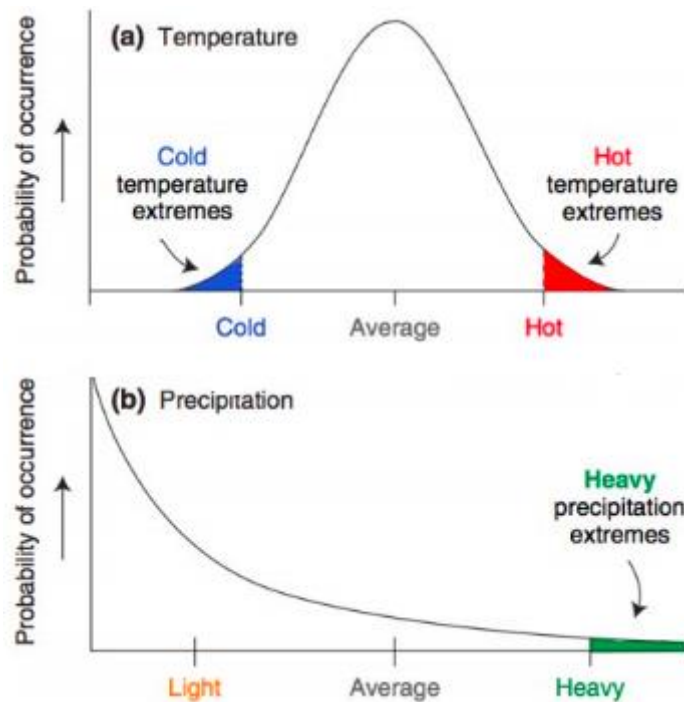 (a) Temperature
Probability of occurrence
Cold
temperature
extremes
Hot
temperature
extremes
Cold
Average
Hot
(b) Precipitation
Probability of occurrence
Heavy
precipitation
extremes
Light
Average
Heavy